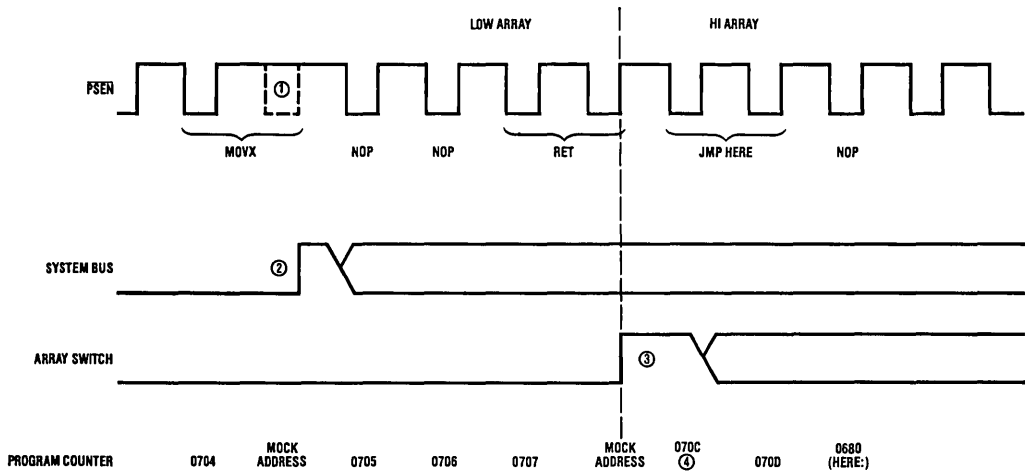 LOW ARRAY HI ARRAY
PSEN
①
MOVX NOP NOP RET JMP HERE NOP
SYSTEM BUS ②
ARRAY SWITCH ③
PROGRAM COUNTER 0704 MOCK ADDRESS 0705 0706 0707 MOCK ADDRESS 070C ④ 070D 0680 (HERE:)